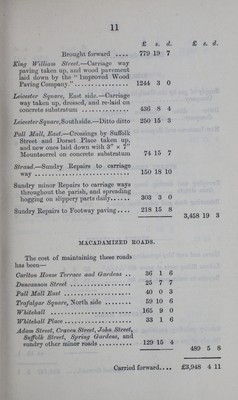 11
£ s. d. £ s. d.
Brought forward .... 779 19 7
King William Street.—Carriage way
paving taken up, and wood pavement
laid down by the "Improved Wood
Paving Company." ............ 1244 3 0
Leicester Square, East side.—Carriage
way taken up, dressed, and re-laid on
concrete substratum ............ 436 8 4
Leicester Square, Southside.—Ditto ditto 250 15 3
Pall Mall, East.—Crossings by Suffolk
Street and Dorset Place taken up,
and new ones laid down with 3" × 7"
Mountsorrel on concrete substratum 74 15 7
Strand.—Sundry Repairs to carriage
way ............ 150 18 10
Sundry minor Repairs to carriage ways
throughout the parish, and spreading
hogging on slippery parts daily...... 303 3 0
Sundry Repairs to Footway paving.... 218 15 8
3,458 19 3
MACADAMIZED ROADS.
The cost of maintaining these roads
has been—
Carlton House Terrace and Gardens ... 36 1 6
Duncannon Street ............ 25 7 7
Pall Mall East ............ 40 0 3
Trafalgar Square, North side ........ 59 10 6
Whitehall ............ 165 9 0
Whitehall Place ............ 33 1 6
Adam Street, Craven Street, John Street,
Suffolk Street, Spring Gardens, and
sundry other minor roads .......... 129 15 4
489 5 8
Carried forward.... £3,948 4 11